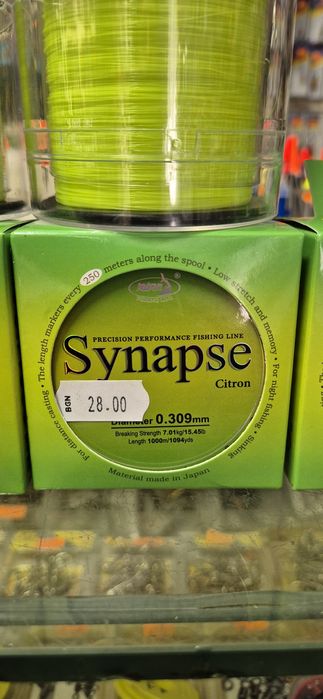 For distance casting • The length markers every 250 meters along the spool • Low stretch and memory • For night fishing • Sinking
PRECISION PERFORMANCE FISHING LINE
Synapse
Citron
BGN 28.00
Diameter 0.309mm
Breaking Strength 7.01kg/15.45lb
Length 1000m/1094yds
Material made in Japan